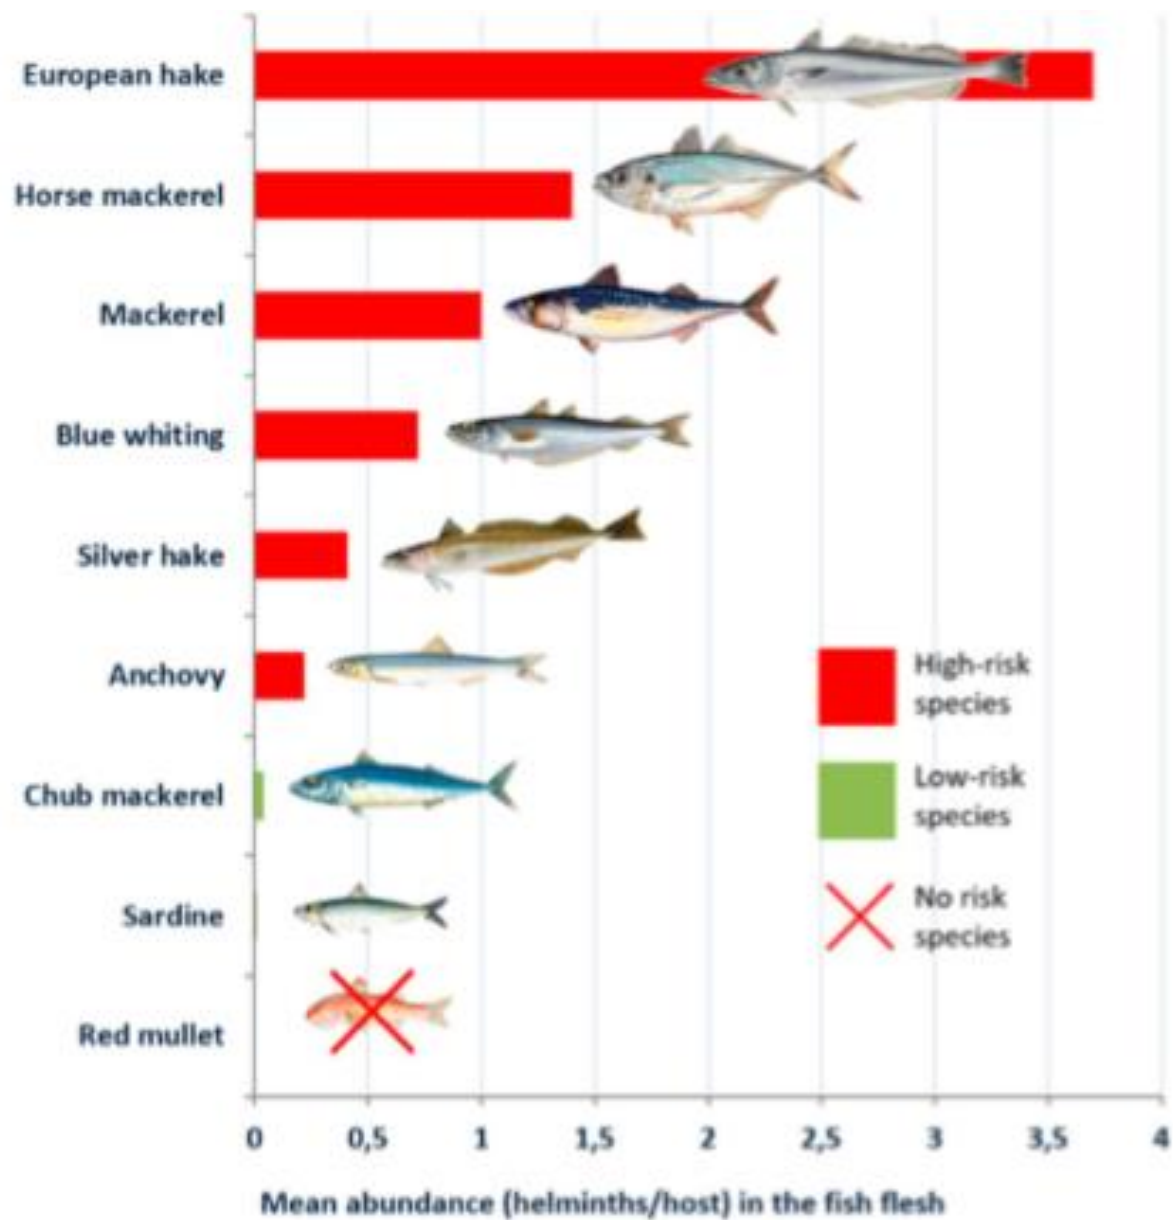 European hake
Horse mackerel
Mackerel
Blue whiting
Silver hake
Anchovy
Chub mackerel
Sardine
Red mullet
High-risk
species
Low-risk
species
No risk
species
0 0,5 1 1,5 2 2,5 3 3,5 4
Mean abundance (helminths/host) in the fish flesh